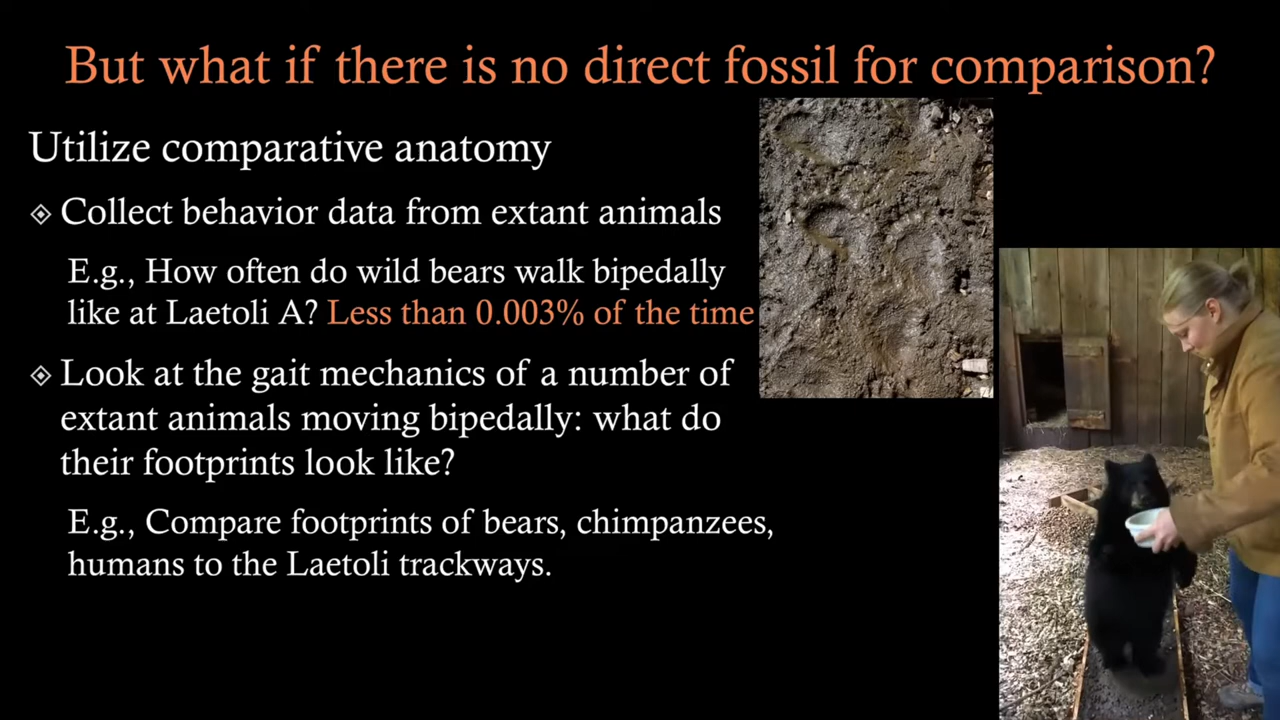 But what if there is no direct fossil for comparison?
Utilize comparative anatomy
Collect behavior data from extant animals
E.g., How often do wild bears walk bipedally
like at Laetoli A? Less than 0.003% of the time
Look at the gait mechanics of a number of
extant animals moving bipedally: what do
their footprints look like?
E.g., Compare footprints of bears, chimpanzees,
humans to the Laetoli trackways.